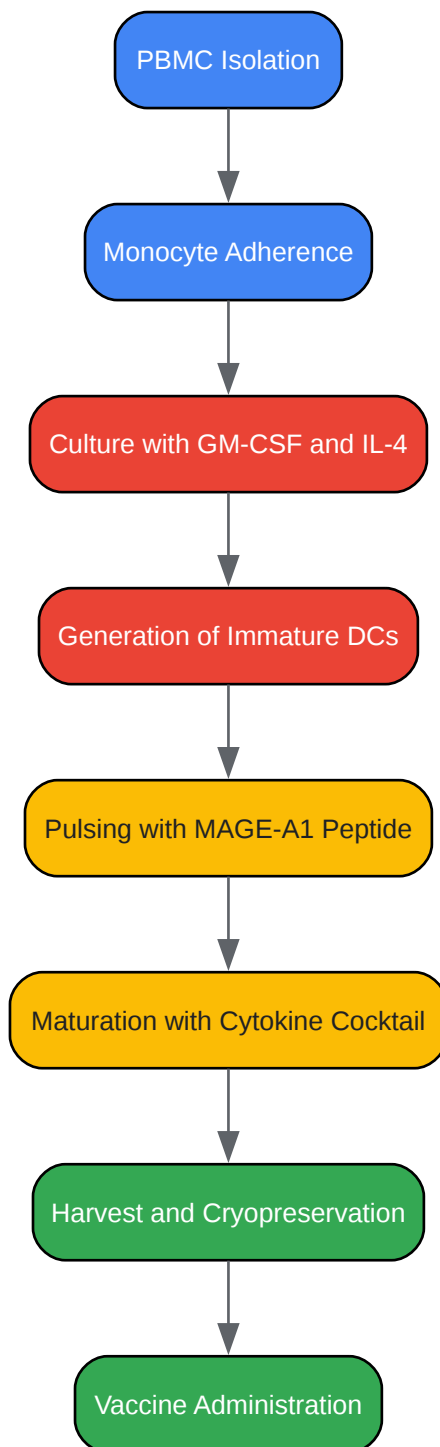 PBMC Isolation
Monocyte Adherence
Culture with GM-CSF and IL-4
Generation of Immature DCs
Pulsing with MAGE-A1 Peptide
Maturation with Cytokine Cocktail
Harvest and Cryopreservation
Vaccine Administration